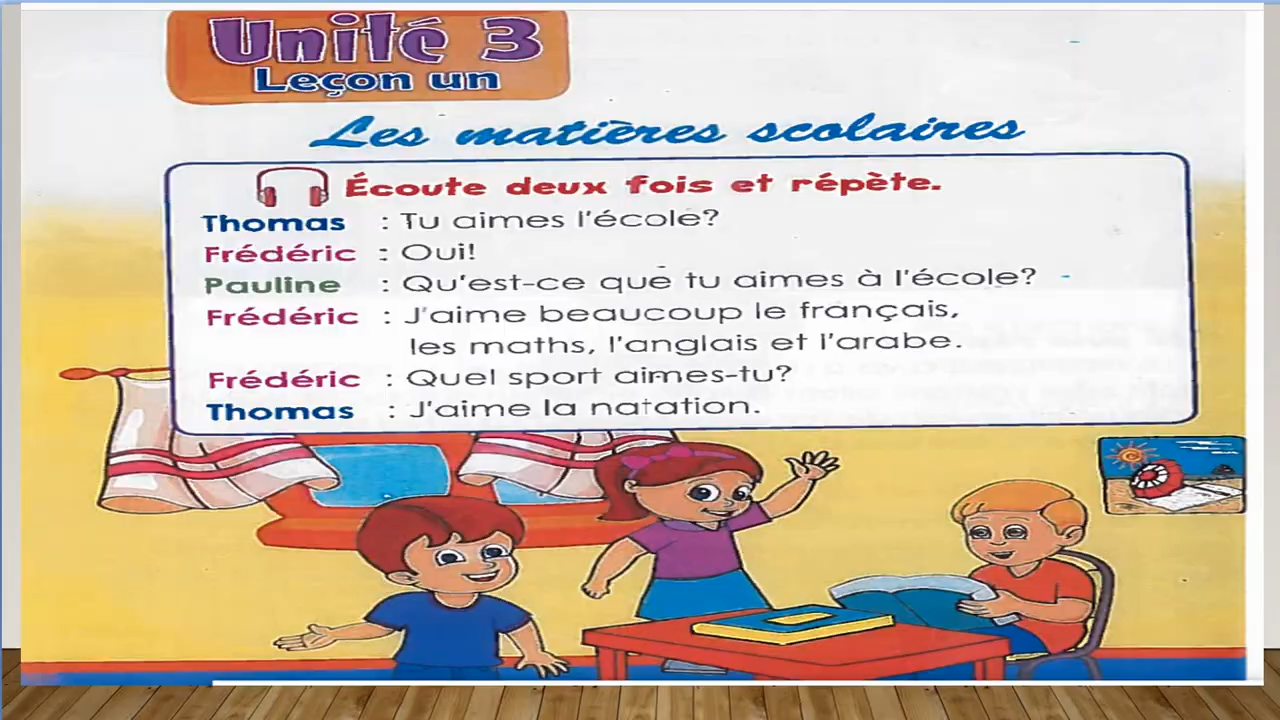 Unité 3
Leçon un
Les matières scolaires
Écoute deux fois et répète.
Thomas : Tu aimes l'école?
Frédéric : Oui!
Pauline : Qu'est-ce que tu aimes à l'école?
Frédéric : J'aime beaucoup le français,
les maths, l'anglais et l'arabe.
Frédéric : Quel sport aimes-tu?
Thomas : J'aime la natation.